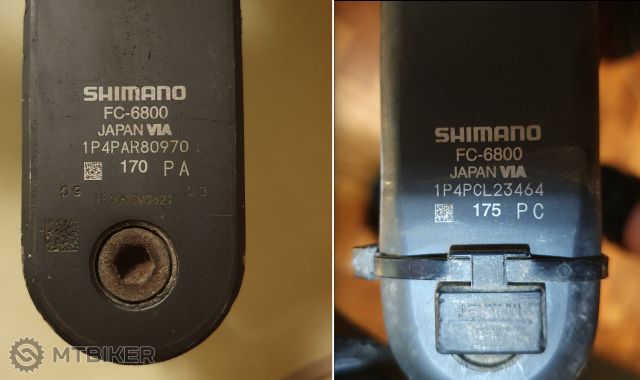 SHIMANO
FC-6800
JAPAN VIA
1P4PAR80970
170 PA
MTBIKER
SHIMANO
FC-6800
JAPAN VIA
1P4PCL23464
175 PC